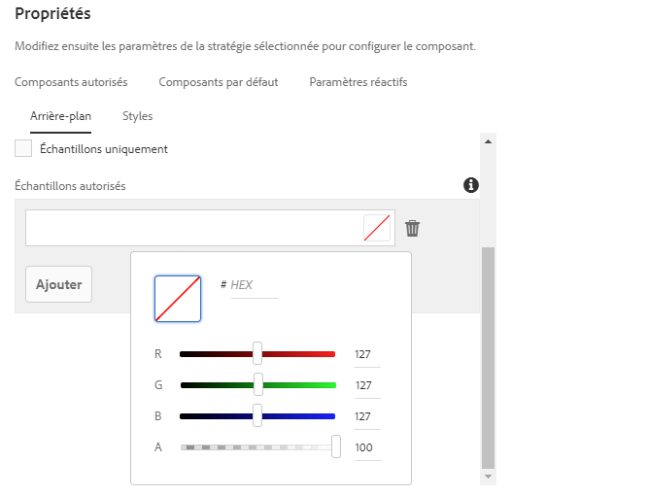 Propriétés
Modifiez ensuite les paramètres de la stratégie sélectionnée pour configurer le composant.
Composants autorisés Composants par défaut Paramètres réactifs
Arrière-plan Styles
Échantillons uniquement
Échantillons autorisés
Ajouter
# HEX
R 127
G 127
B 127
A 100